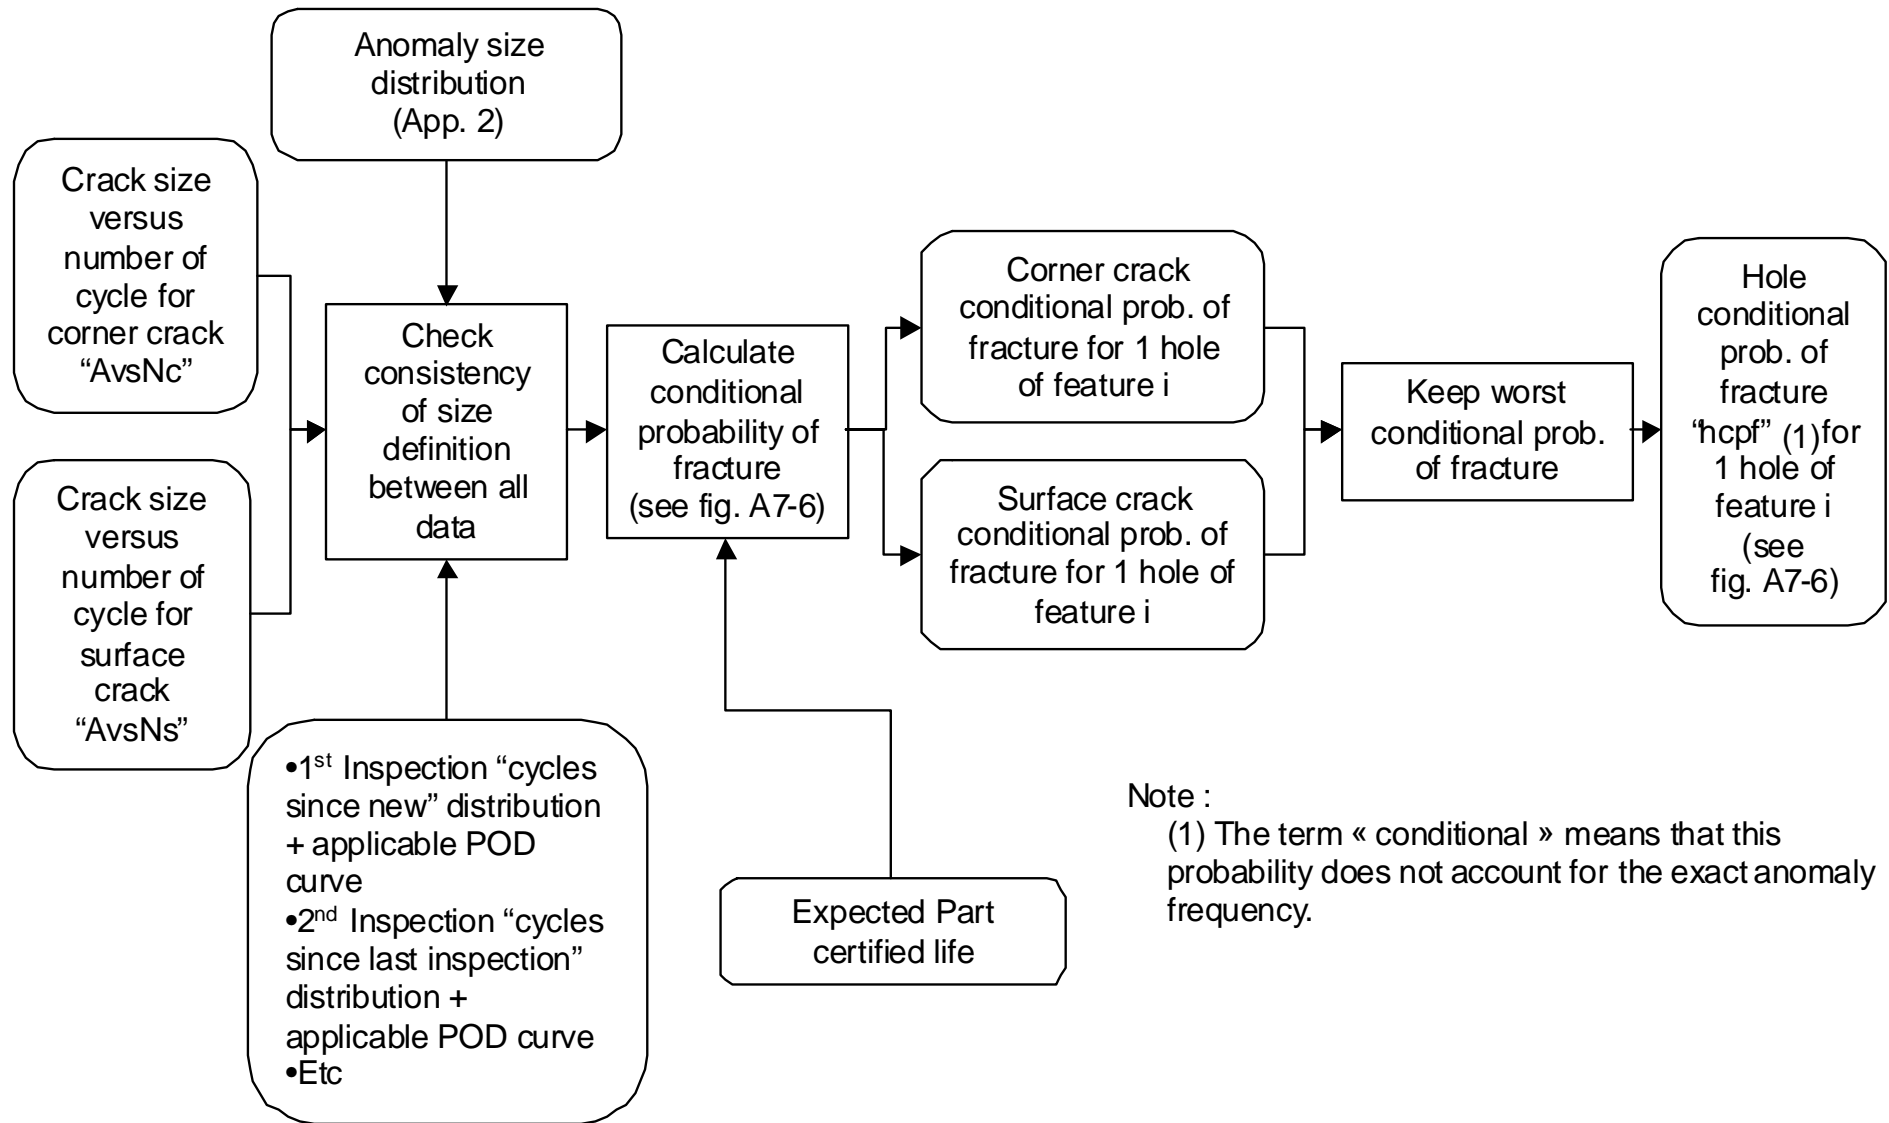 Anomaly size
distribution
(App. 2)
Crack size
versus
number of
cycle for
corner crack
“AvsNc”
Crack size
versus
number of
cycle for
surface
crack
“AvsNs”
Check
consistency
of size
definition
between all
data
•1st Inspection “cycles
since new” distribution
+ applicable POD
curve
•2nd Inspection “cycles
since last inspection”
distribution +
applicable POD curve
•Etc
Calculate
conditional
probability of
fracture
(see fig. A7-6)
Expected Part
certified life
Corner crack
conditional prob. of
fracture for 1 hole
of feature i
Surface crack
conditional prob. of
fracture for 1 hole of
feature i
Keep worst
conditional prob.
of fracture
Hole
conditional
prob. of
fracture
“hcpf” (1)for
1 hole of
feature i
(see
fig. A7-6)
Note :
(1) The term « conditional » means that this
probability does not account for the exact anomaly
frequency.